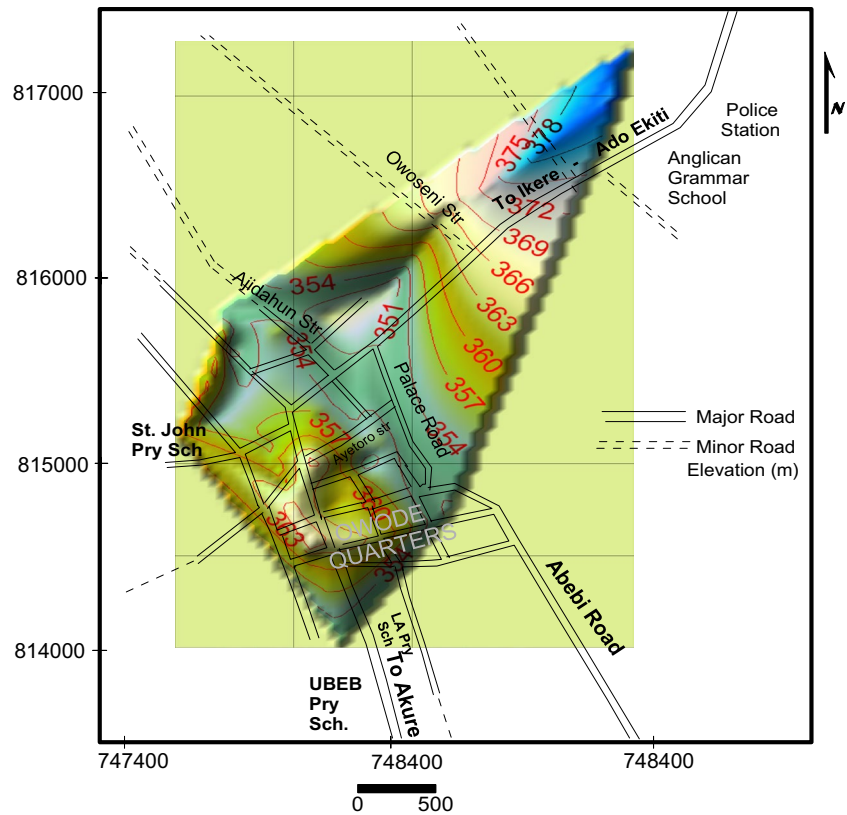 817000
816000
815000
814000
747400
748400
748400
0
500
N
Police
Station
Anglican
Grammar
School
To Ikere - Ado Ekiti
Owoseni Str
Ajidahun Str
Palace Road
Ayetoro str
St. John
Pry Sch
OWODE
QUARTERS
LA Pry
Sch
To Akure
UBEB
Pry
Sch.
Abebi Road
Major Road
Minor Road
Elevation (m)
378
375
372
369
366
363
360
357
354
354
351
354
357
363